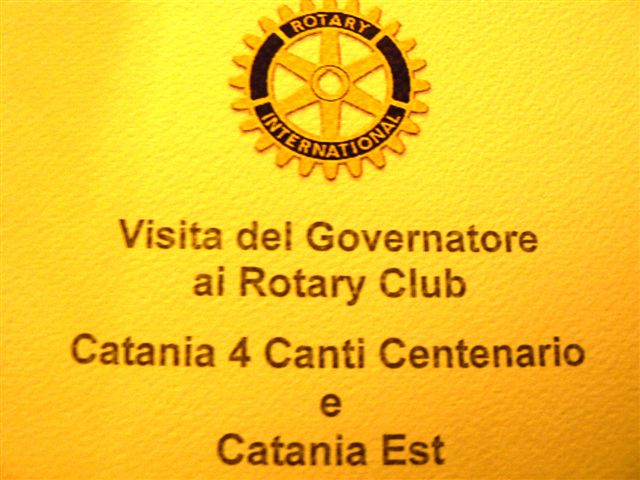 ROTARY
INTERNATIONAL
Visita del Governatore
ai Rotary Club
Catania 4 Canti Centenario
e
Catania Est